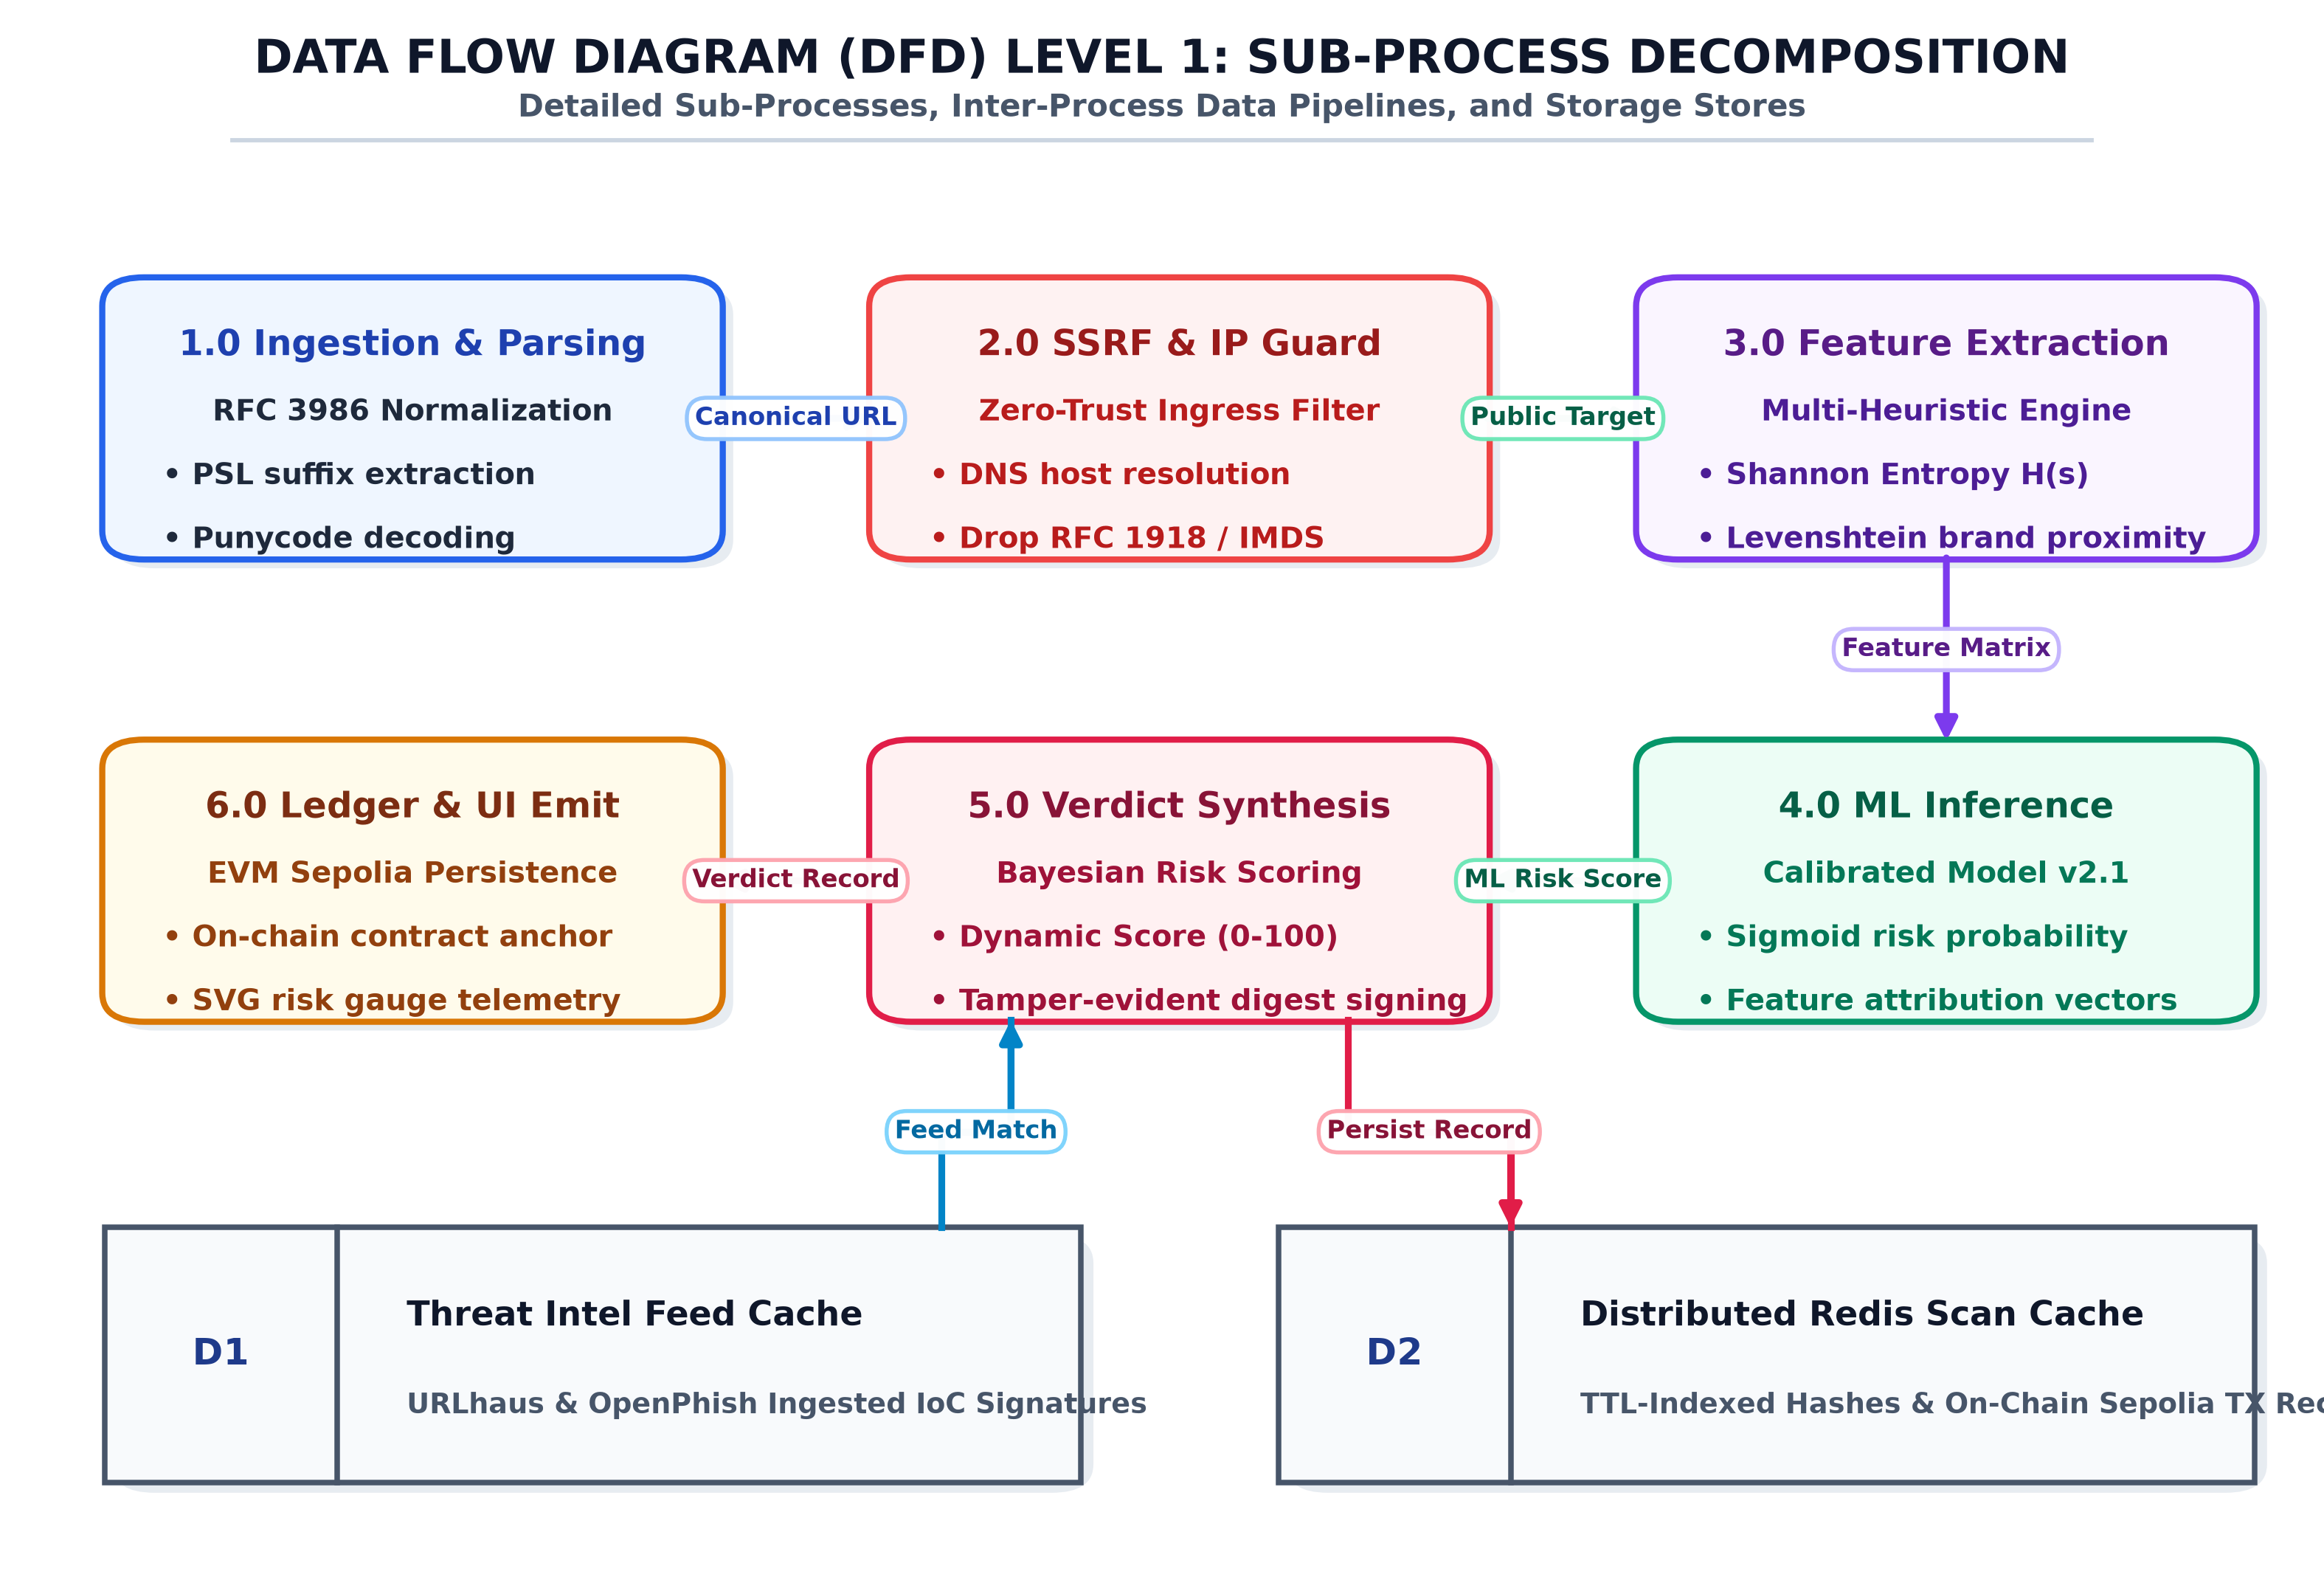 DATA FLOW DIAGRAM (DFD) LEVEL 1: SUB-PROCESS DECOMPOSITION
Detailed Sub-Processes, Inter-Process Data Pipelines, and Storage Stores
1.0 Ingestion & Parsing
RFC 3986 Normalization
• PSL suffix extraction
• Punycode decoding
Canonical URL
2.0 SSRF & IP Guard
Zero-Trust Ingress Filter
• DNS host resolution
• Drop RFC 1918 / IMDS
Public Target
3.0 Feature Extraction
Multi-Heuristic Engine
• Shannon Entropy H(s)
• Levenshtein brand proximity
Feature Matrix
6.0 Ledger & UI Emit
EVM Sepolia Persistence
• On-chain contract anchor
• SVG risk gauge telemetry
Verdict Record
5.0 Verdict Synthesis
Bayesian Risk Scoring
• Dynamic Score (0-100)
• Tamper-evident digest signing
ML Risk Score
4.0 ML Inference
Calibrated Model v2.1
• Sigmoid risk probability
• Feature attribution vectors
Feed Match
Persist Record
D1
Threat Intel Feed Cache
URLhaus & OpenPhish Ingested IoC Signatures
D2
Distributed Redis Scan Cache
TTL-Indexed Hashes & On-Chain Sepolia TX